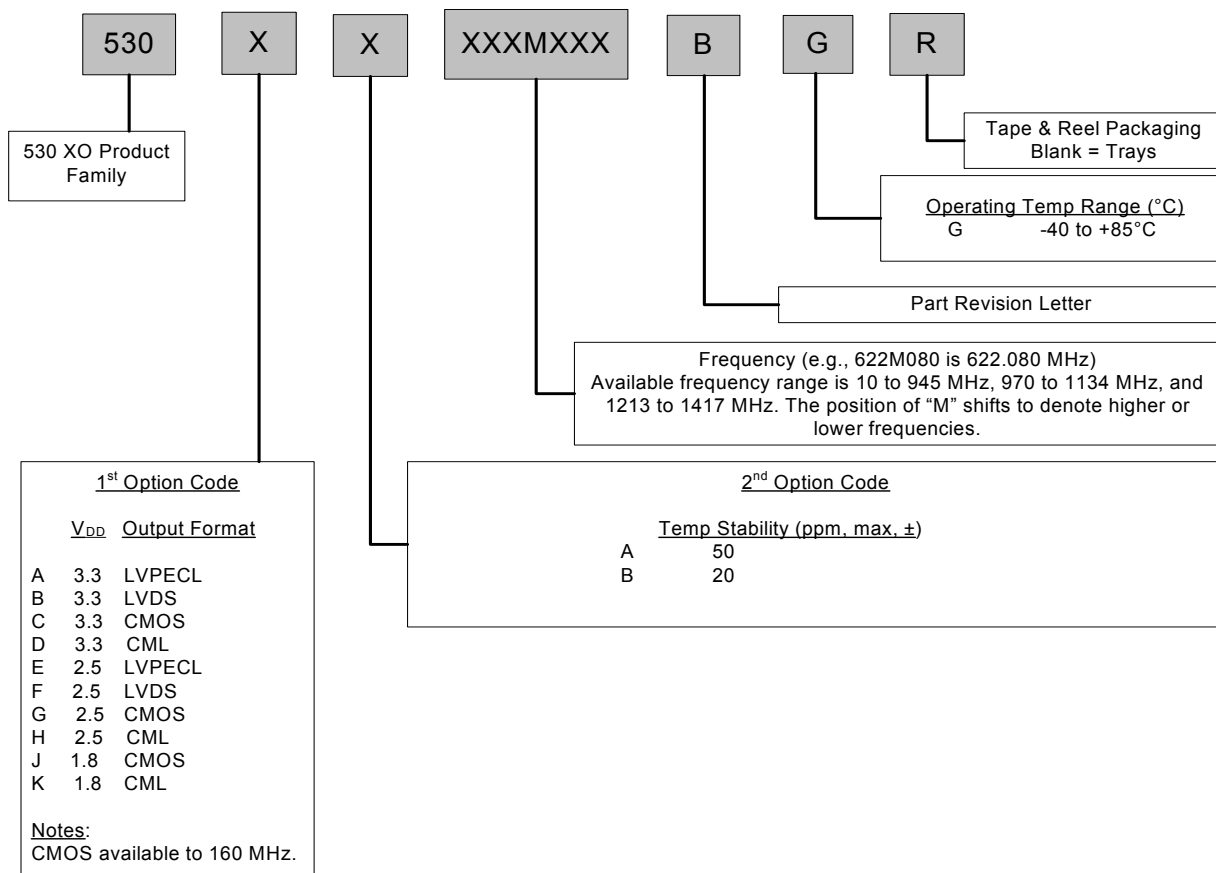 530 X X XXXMXXX B G R
530 XO Product
Family
Tape & Reel Packaging
Blank = Trays
Operating Temp Range (°C)
G -40 to +85°C
Part Revision Letter
Frequency (e.g., 622M080 is 622.080 MHz)
Available frequency range is 10 to 945 MHz, 970 to 1134 MHz, and
1213 to 1417 MHz. The position of “M” shifts to denote higher or
lower frequencies.
1st Option Code
VDD Output Format
A 3.3 LVPECL
B 3.3 LVDS
C 3.3 CMOS
D 3.3 CML
E 2.5 LVPECL
F 2.5 LVDS
G 2.5 CMOS
H 2.5 CML
J 1.8 CMOS
K 1.8 CML
Notes:
CMOS available to 160 MHz.
2nd Option Code
Temp Stability (ppm, max, ±)
A 50
B 20